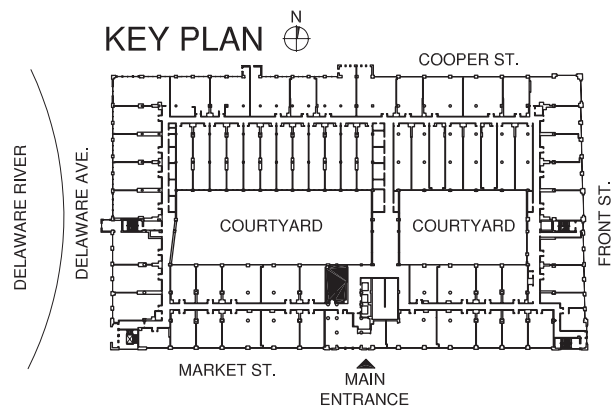 N
KEY PLAN
COOPER ST.
DELAWARE RIVER
DELAWARE AVE.
COURTYARD
COURTYARD
FRONT ST.
MARKET ST.
MAIN
ENTRANCE